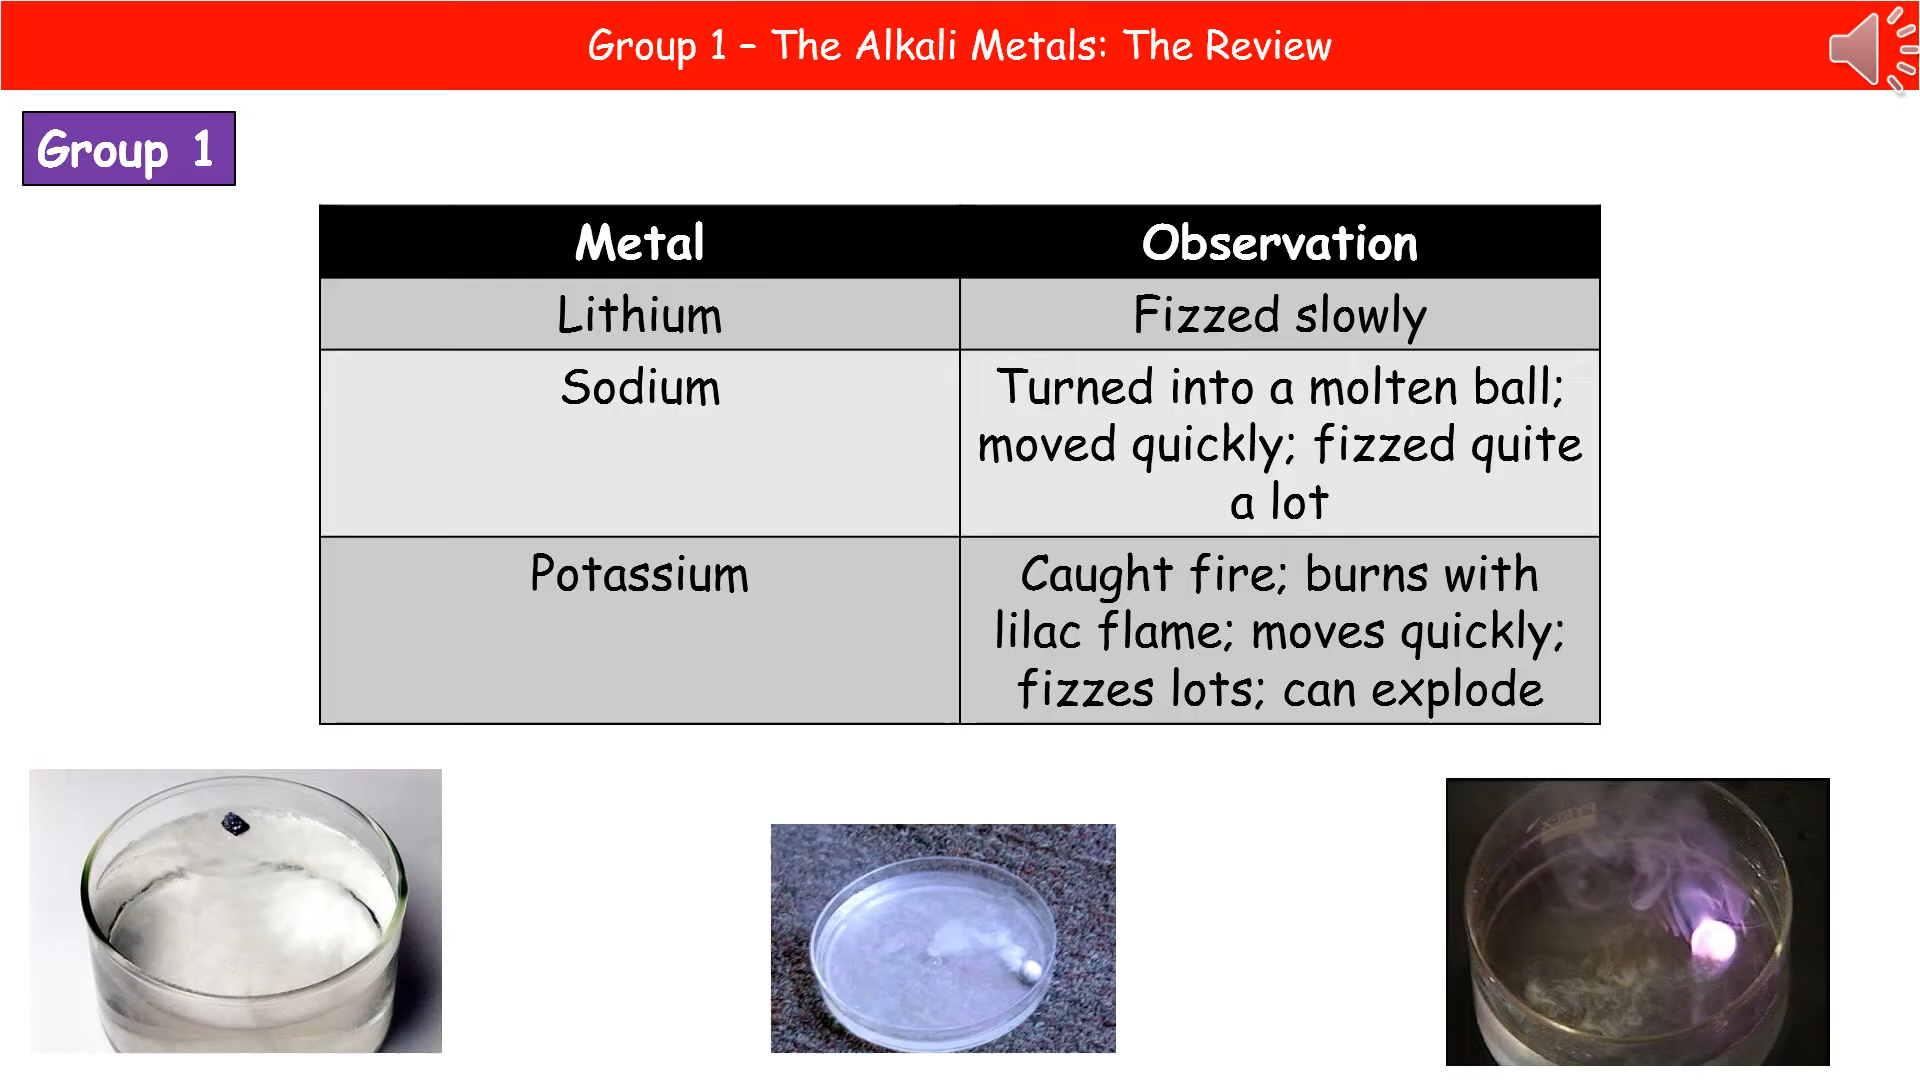 Group 1 – The Alkali Metals: The Review
Group 1
Metal
Observation
Lithium
Fizzed slowly
Sodium
Turned into a molten ball;
moved quickly; fizzed quite
a lot
Potassium
Caught fire; burns with
lilac flame; moves quickly;
fizzes lots; can explode